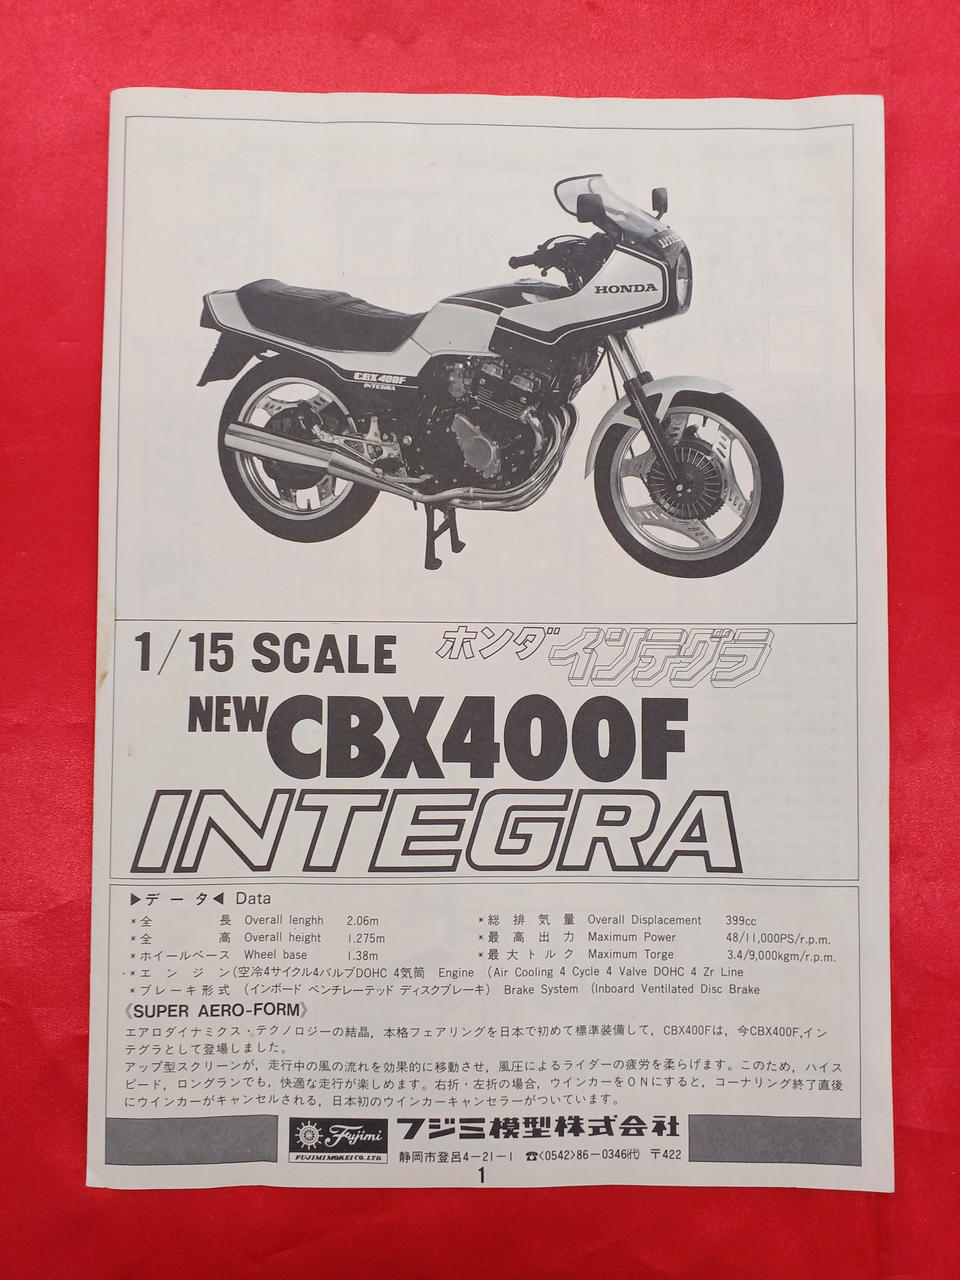 INTEGRA
HONDA
CBX400F
INTEGRA
1/15 SCALE ホンダ インテグラ
NEW CBX400F
INTEGRA
▶デ ー タ◀ Data
*全 長 Overall lenghh 2.06m
*全 高 Overall height 1.275m
*ホイールベース Wheel base 1.38m
*総 排 気 量 Overall Displacement 399cc
*最 高 出 力 Maximum Power 48/11,000PS/r.p.m.
*最 大 ト ル ク Maximum Torge 3.4/9,000kgm/r.p.m.
*エ ン ジ ン(空冷4サイクル4バルブDOHC 4気筒 Engine (Air Cooling 4 Cycle 4 Valve DOHC 4 Zr Line
*ブレーキ形式 (インボード ベンチレーテッド ディスクブレーキ) Brake System (Inboard Ventilated Disc Brake
《SUPER AERO-FORM》
エアロダイナミクス・テクノロジーの結晶,本格フェアリングを日本で初めて標準装備して,CBX400Fは,今CBX400F,イン
テグラとして登場しました。
アップ型スクリーンが,走行中の風の流れを効果的に移動させ,風圧によるライダーの疲労を柔らげます。このため,ハイス
ピード,ロングランでも,快適な走行が楽しめます。右折・左折の場合,ウインカーをONにすると,コーナリング終了直後
にウインカーがキャンセルされる,日本初のウインカーキャンセラーがついています。
Fujimi
FUJIMI MOKEI CO. LTD.
フジミ模型株式会社
静岡市登呂4-21-1 ☎<0542>86-0346㈹ 〒422
1